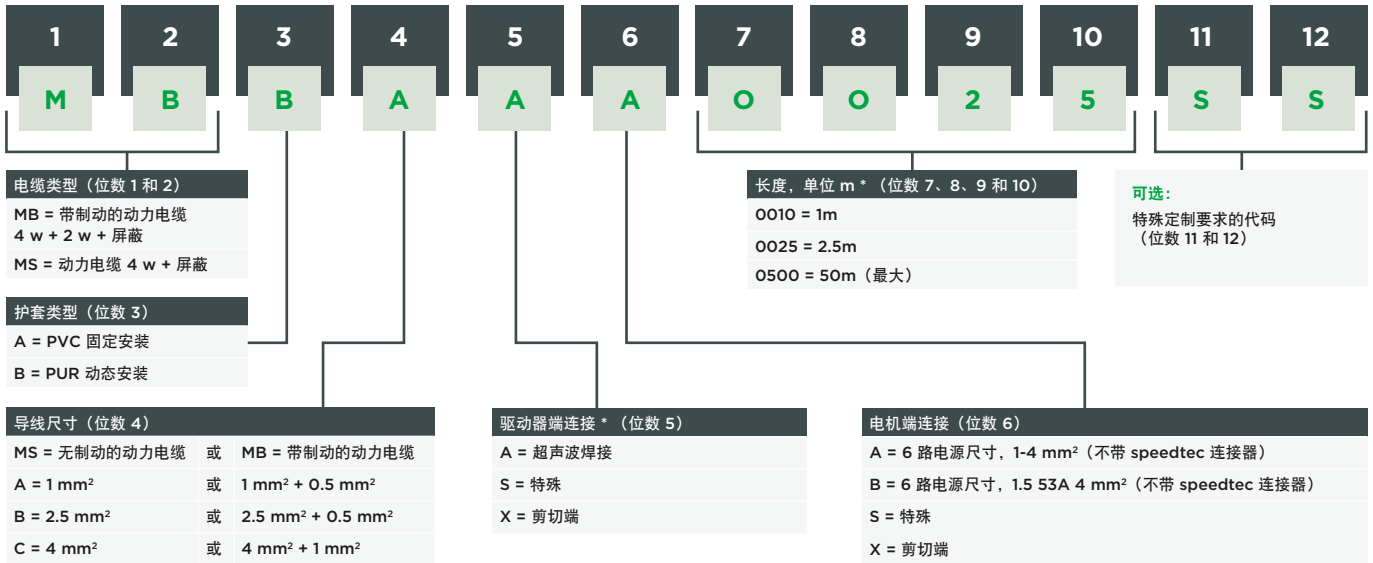 1 2 3 4 5 6 7 8 9 10 11 12
M B B A A A O O 2 5 S S
电缆类型（位数 1 和 2）
MB = 带制动的动力电缆
4 w + 2 w + 屏蔽
MS = 动力电缆 4 w + 屏蔽
长度，单位 m *（位数 7、8、9 和 10）
0010 = 1m
0025 = 2.5m
0500 = 50m（最大）
可选：
特殊定制要求的代码
（位数 11 和 12）
护套类型（位数 3）
A = PVC 固定安装
B = PUR 动态安装
导线尺寸（位数 4）
MS = 无制动的动力电缆 或 MB = 带制动的动力电缆
A = 1 mm² 或 1 mm² + 0.5 mm²
B = 2.5 mm² 或 2.5 mm² + 0.5 mm²
C = 4 mm² 或 4 mm² + 1 mm²
驱动器端连接 *（位数 5）
A = 超声波焊接
S = 特殊
X = 剪切端
电机端连接（位数 6）
A = 6 路电源尺寸，1-4 mm²（不带 speedtec 连接器）
B = 6 路电源尺寸，1.5 53A 4 mm²（不带 speedtec 连接器）
S = 特殊
X = 剪切端